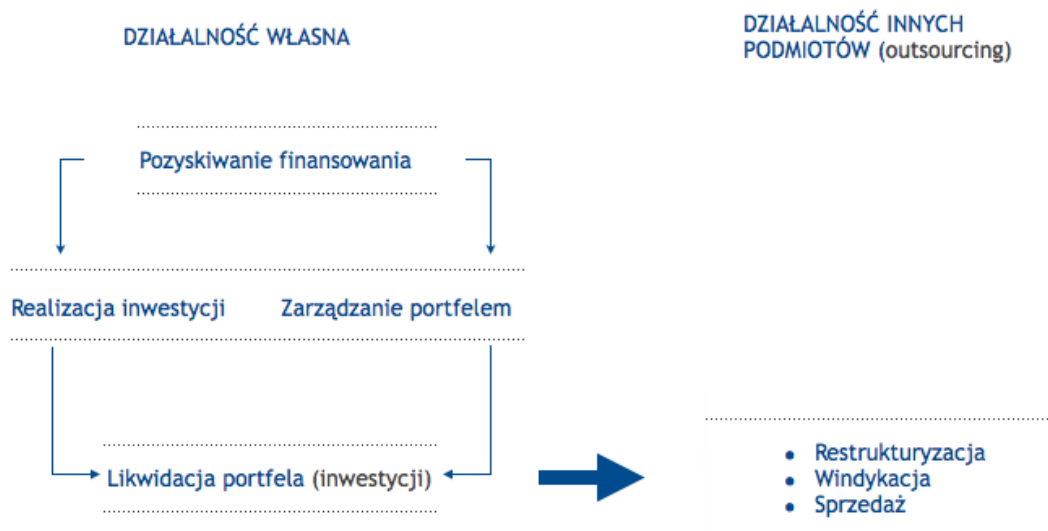 DZIAŁALNOŚĆ WŁASNA
DZIAŁALNOŚĆ INNYCH
PODMIOTÓW (outsourcing)
Pozyskiwanie finansowania
Realizacja inwestycji
Zarządzanie portfelem
Likwidacja portfela (inwestycji)
• Restrukturyzacja
• Windykacja
• Sprzedaż